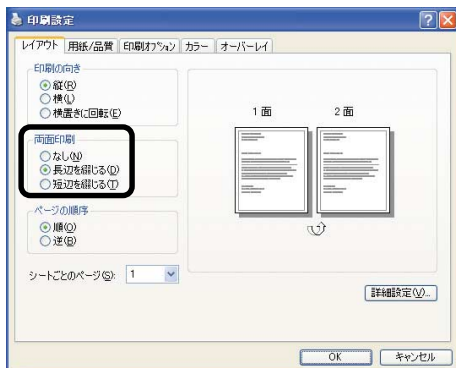 印刷設定
レイアウト 用紙/品質 印刷オプション カラー オーバーレイ
印刷の向き
縦(R)
横(L)
横置きに回転(E)
両面印刷
なし(N)
長辺を綴じる(D)
短辺を綴じる(T)
ページの順序
順(Q)
逆(B)
シートごとのページ(S): 1
1 面 2 面
詳細設定(V)...
OK キャンセル